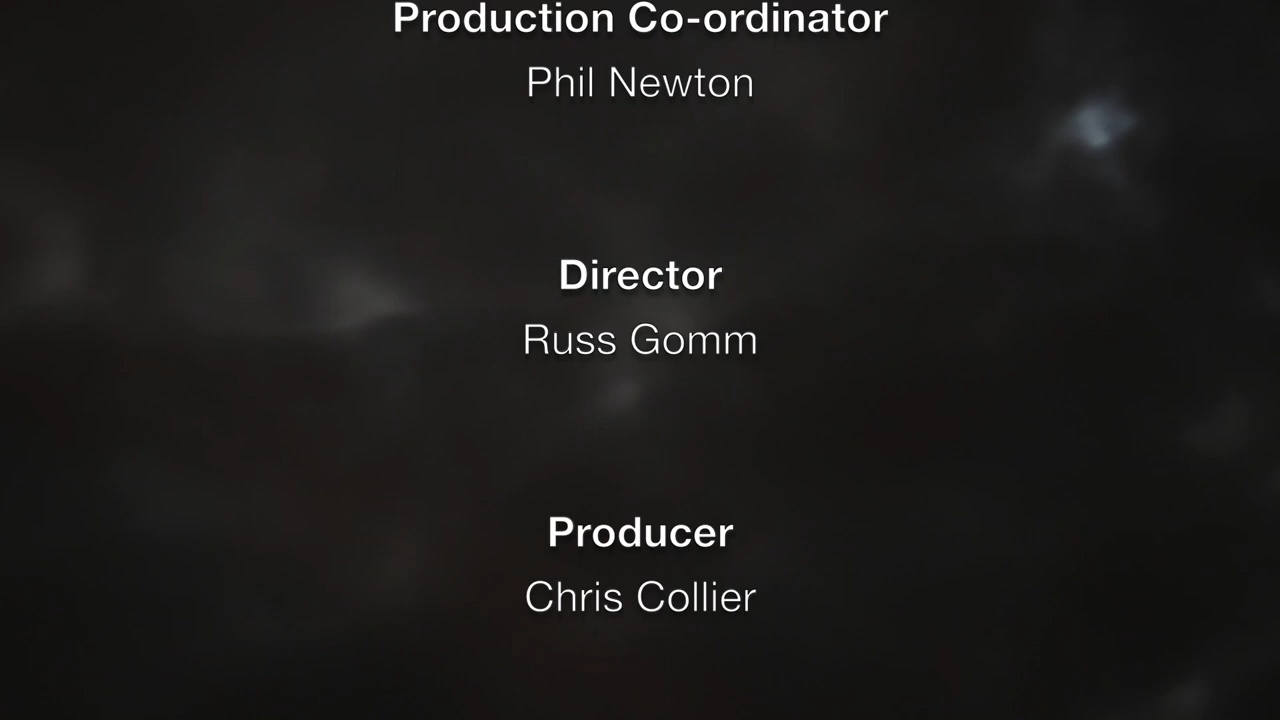 Production Co-ordinator
Phil Newton
Director
Russ Gomm
Producer
Chris Collier